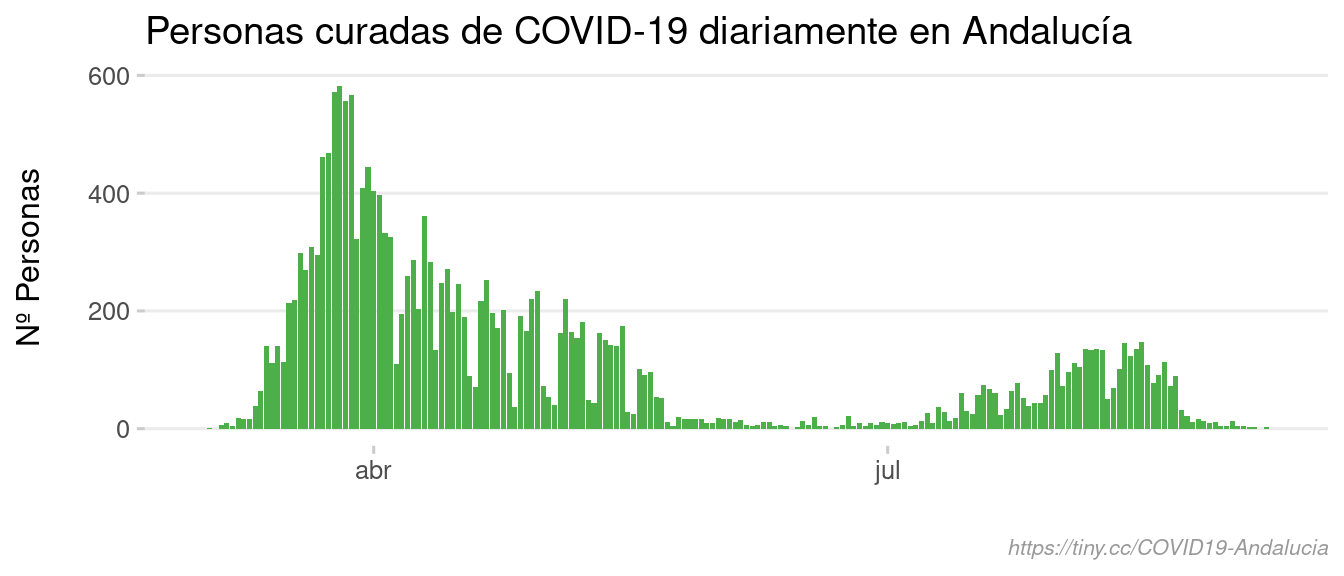 Personas curadas de COVID-19 diariamente en Andalucía
Nº Personas
600
400
200
0
abr
jul
https://tiny.cc/COVID19-Andalucia